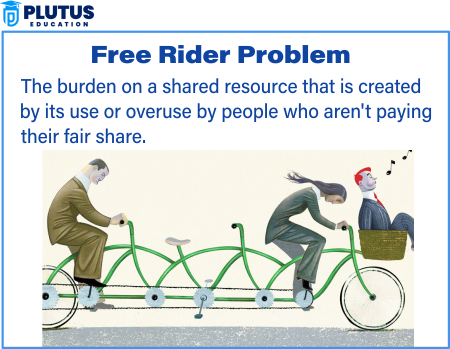 PLUTUS
EDUCATION
Free Rider Problem
The burden on a shared resource that is created
by its use or overuse by people who aren't paying
their fair share.